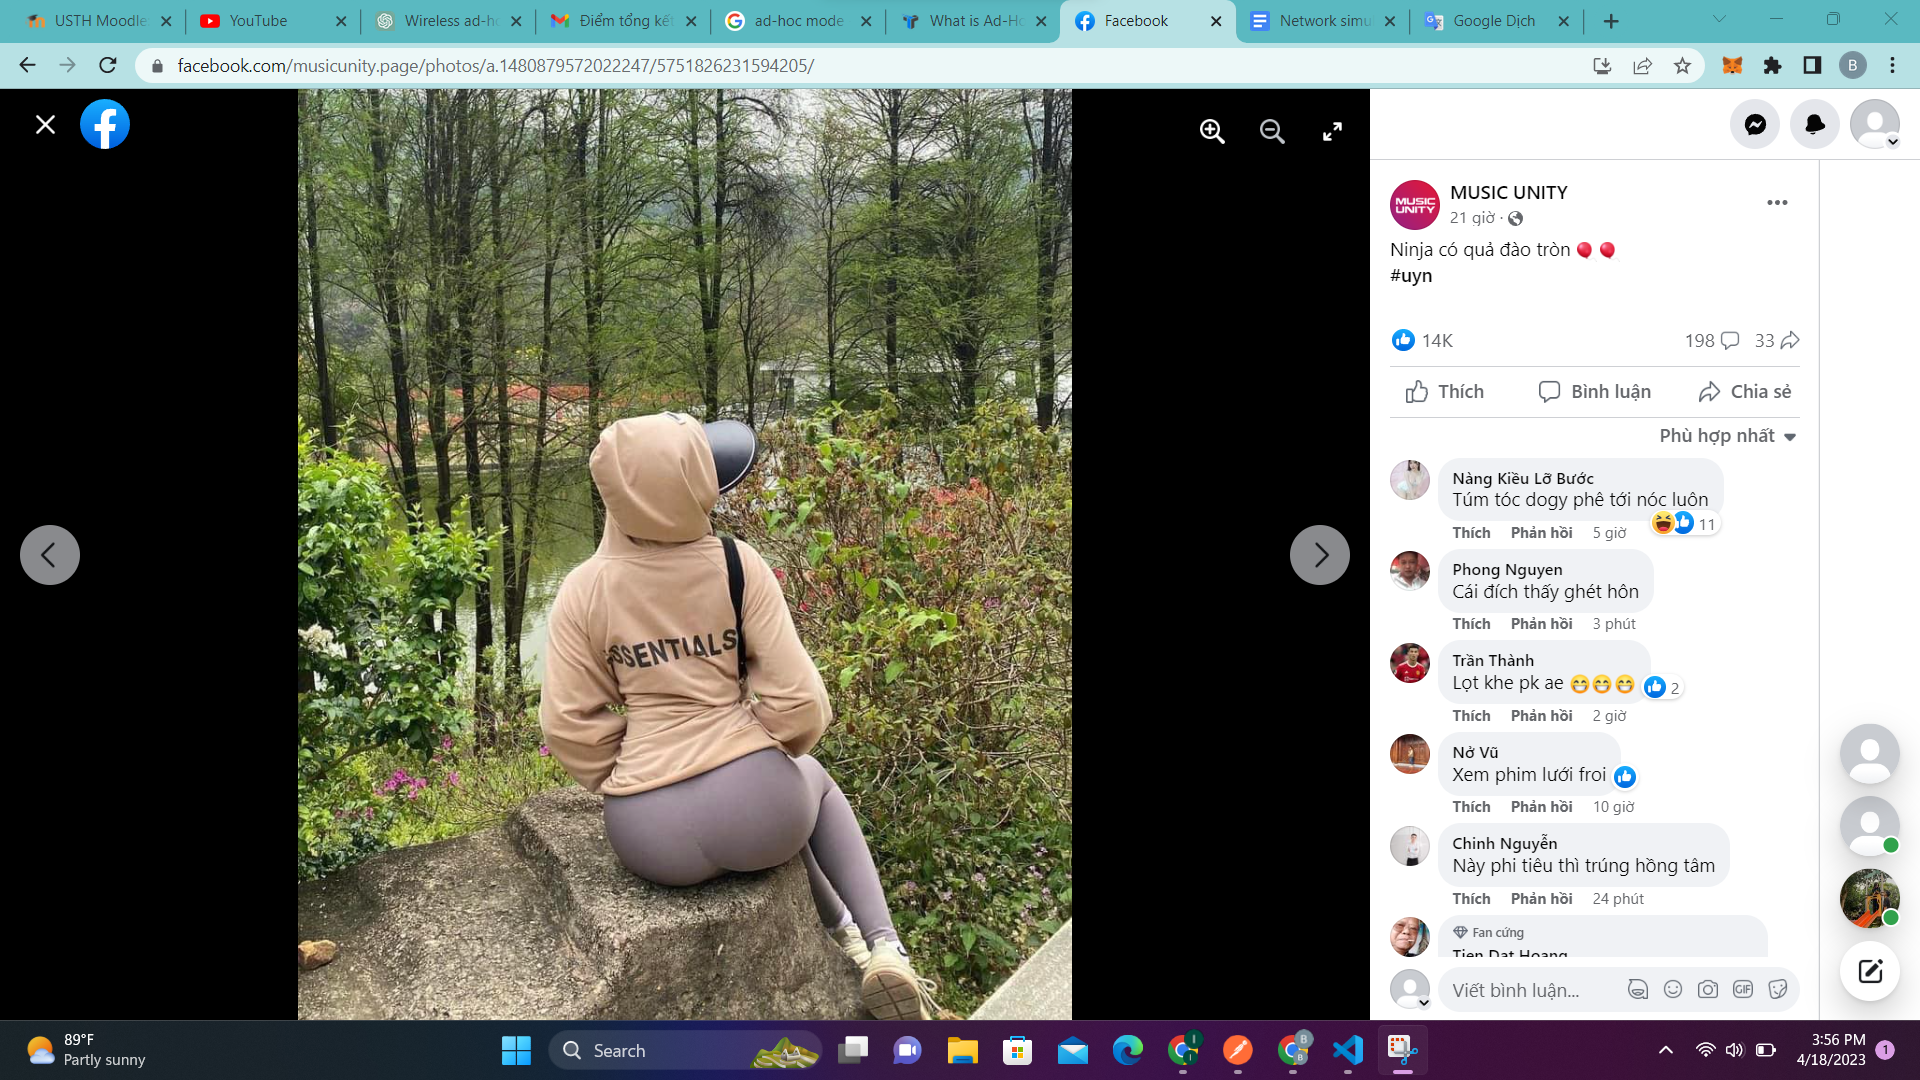 USTH Moodle
YouTube
Wireless ad-ho
Điểm tổng kết
ad-hoc mode
What is Ad-Ho
Facebook
Network simu
Google Dịch
facebook.com/musicunity.page/photos/a.1480879572022247/5751826231594205/
B
MUSIC UNITY
MUSIC UNITY
21 giờ ·
Ninja có quả đào tròn
#uyn
14K
198
33
Thích
Bình luận
Chia sẻ
Phù hợp nhất
Nàng Kiều Lỡ Bước
Túm tóc dogy phê tới nóc luôn
11
Thích Phản hồi 5 giờ
Phong Nguyen
Cái đích thấy ghét hôn
Thích Phản hồi 3 phút
Trần Thành
Lọt khe pk ae
2
Thích Phản hồi 2 giờ
Nở Vũ
Xem phim lưới froi
Thích Phản hồi 10 giờ
Chinh Nguyễn
Này phi tiêu thì trúng hồng tâm
Thích Phản hồi 24 phút
Fan cứng
Tien Dat Hoang
Viết bình luận...
GIF
ESSENTIALS
89°F
Partly sunny
Search
3:56 PM
4/18/2023
1